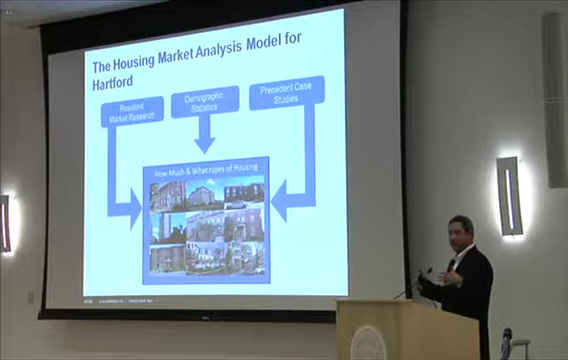 The Housing Market Analysis Model for
Hartford
Resident
Market Research
Demographic
Statistics
Precedent Case
Studies
How Much & What types of Housing